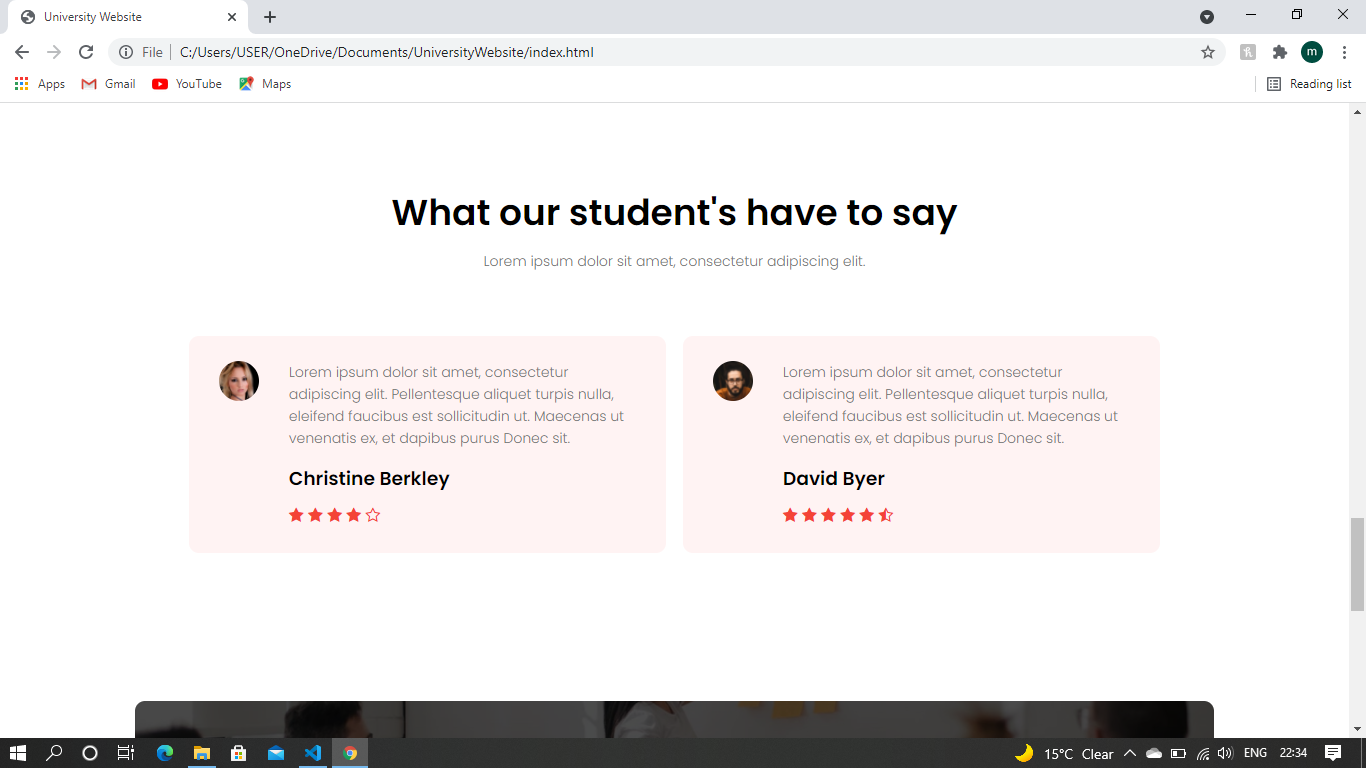 University Website
File
C:/Users/USER/OneDrive/Documents/UniversityWebsite/index.html
m
Apps
Gmail
YouTube
Maps
Reading list
What our student's have to say
Lorem ipsum dolor sit amet, consectetur adipiscing elit.
Lorem ipsum dolor sit amet, consectetur
adipiscing elit. Pellentesque aliquet turpis nulla,
eleifend faucibus est sollicitudin ut. Maecenas ut
venenatis ex, et dapibus purus Donec sit.
Christine Berkley
Lorem ipsum dolor sit amet, consectetur
adipiscing elit. Pellentesque aliquet turpis nulla,
eleifend faucibus est sollicitudin ut. Maecenas ut
venenatis ex, et dapibus purus Donec sit.
David Byer
15°C Clear
ENG
22:34